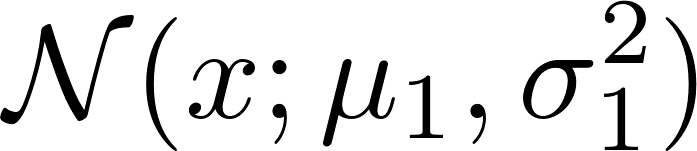 𝒩(x; μ₁, σ₁²)